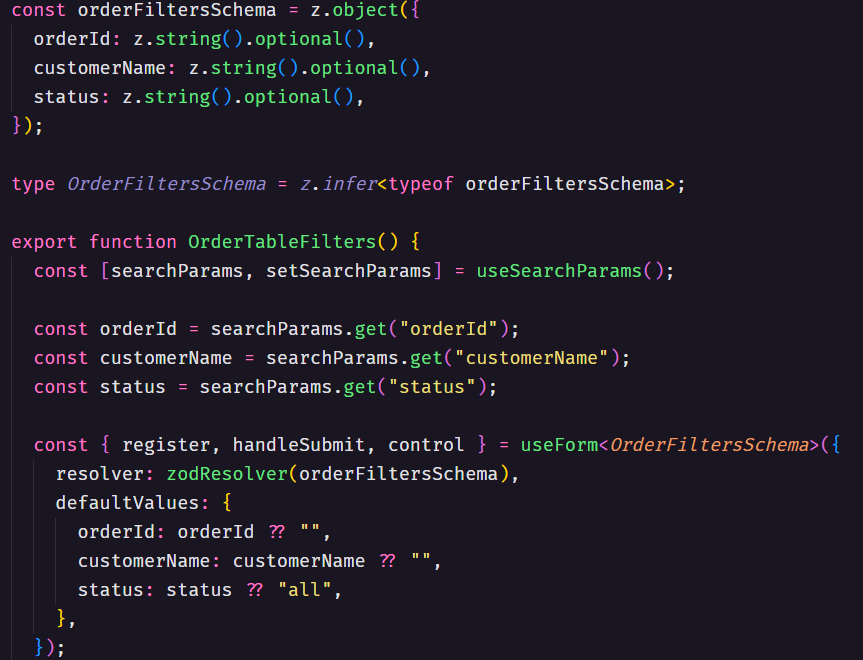 const orderFiltersSchema = z.object({
  orderId: z.string().optional(),
  customerName: z.string().optional(),
  status: z.string().optional(),
});

type OrderFiltersSchema = z.infer<typeof orderFiltersSchema>;

export function OrderTableFilters() {
  const [searchParams, setSearchParams] = useSearchParams();

  const orderId = searchParams.get("orderId");
  const customerName = searchParams.get("customerName");
  const status = searchParams.get("status");

  const { register, handleSubmit, control } = useForm<OrderFiltersSchema>({
    resolver: zodResolver(orderFiltersSchema),
    defaultValues: {
      orderId: orderId ?? "",
      customerName: customerName ?? "",
      status: status ?? "all",
    },
  });